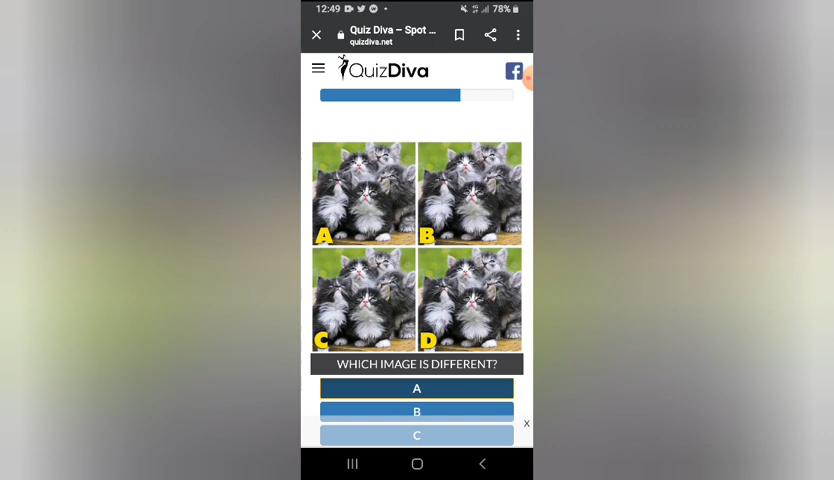 12:49 78%
Quiz Diva – Spot ...
quizdiva.net
QuizDiva
A B
C D
WHICH IMAGE IS DIFFERENT?
A
B
C
X